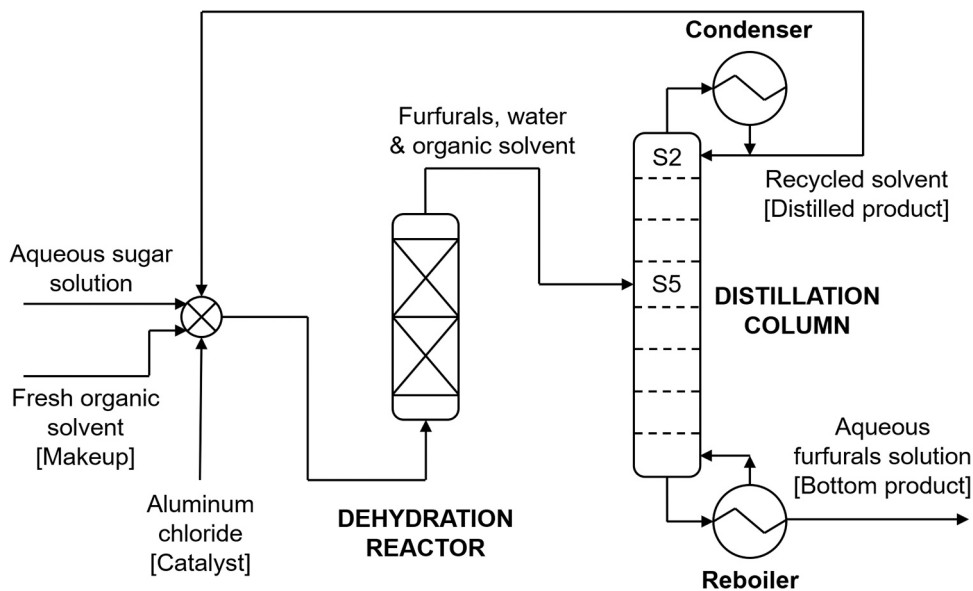 Condenser
Furfurals, water
& organic solvent
S2
Recycled solvent
[Distilled product]
Aqueous sugar
solution
S5
DISTILLATION
COLUMN
Fresh organic
solvent
[Makeup]
Aqueous
furfurals solution
[Bottom product]
Aluminum
chloride
[Catalyst]
DEHYDRATION
REACTOR
Reboiler